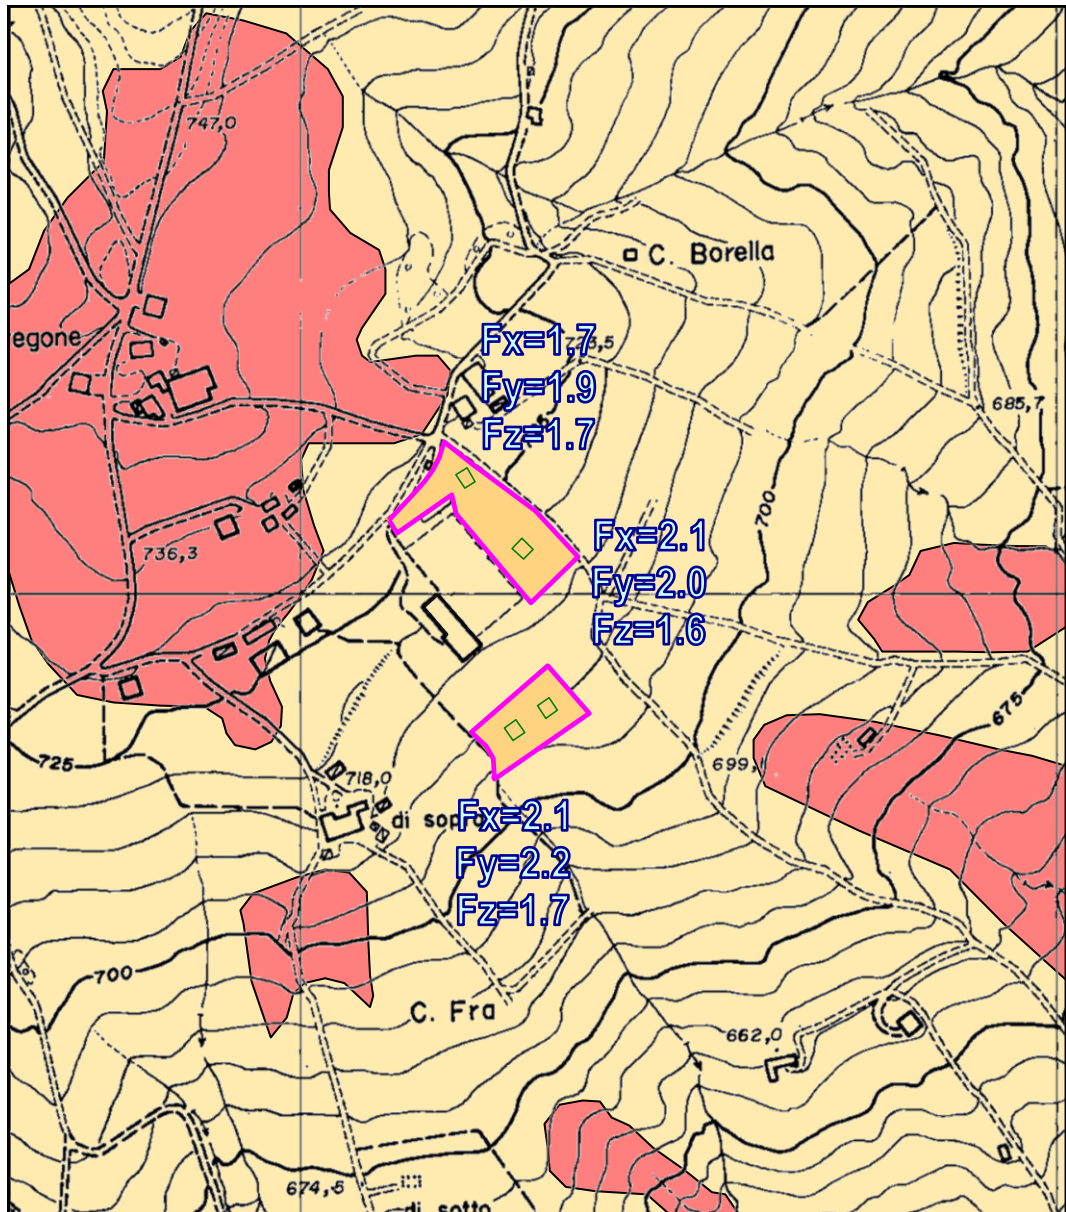 747,0
C. Borella
egone
Fx=1.7
Fy=1.9
Fz=1.7
685,7
700
736,3
Fx=2.1
Fy=2.0
Fz=1.6
675
725
718,0
699,1
di sopra
Fx=2.1
Fy=2.2
Fz=1.7
700
C. Fra
662,0
674,5
di sotto